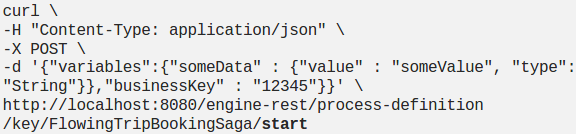 curl \
-H "Content-Type: application/json" \
-X POST \
-d '{"variables":{"someData" : {"value" : "someValue", "type":
"String"}},"businessKey" : "12345"}}' \
http://localhost:8080/engine-rest/process-definition
/key/FlowingTripBookingSaga/start